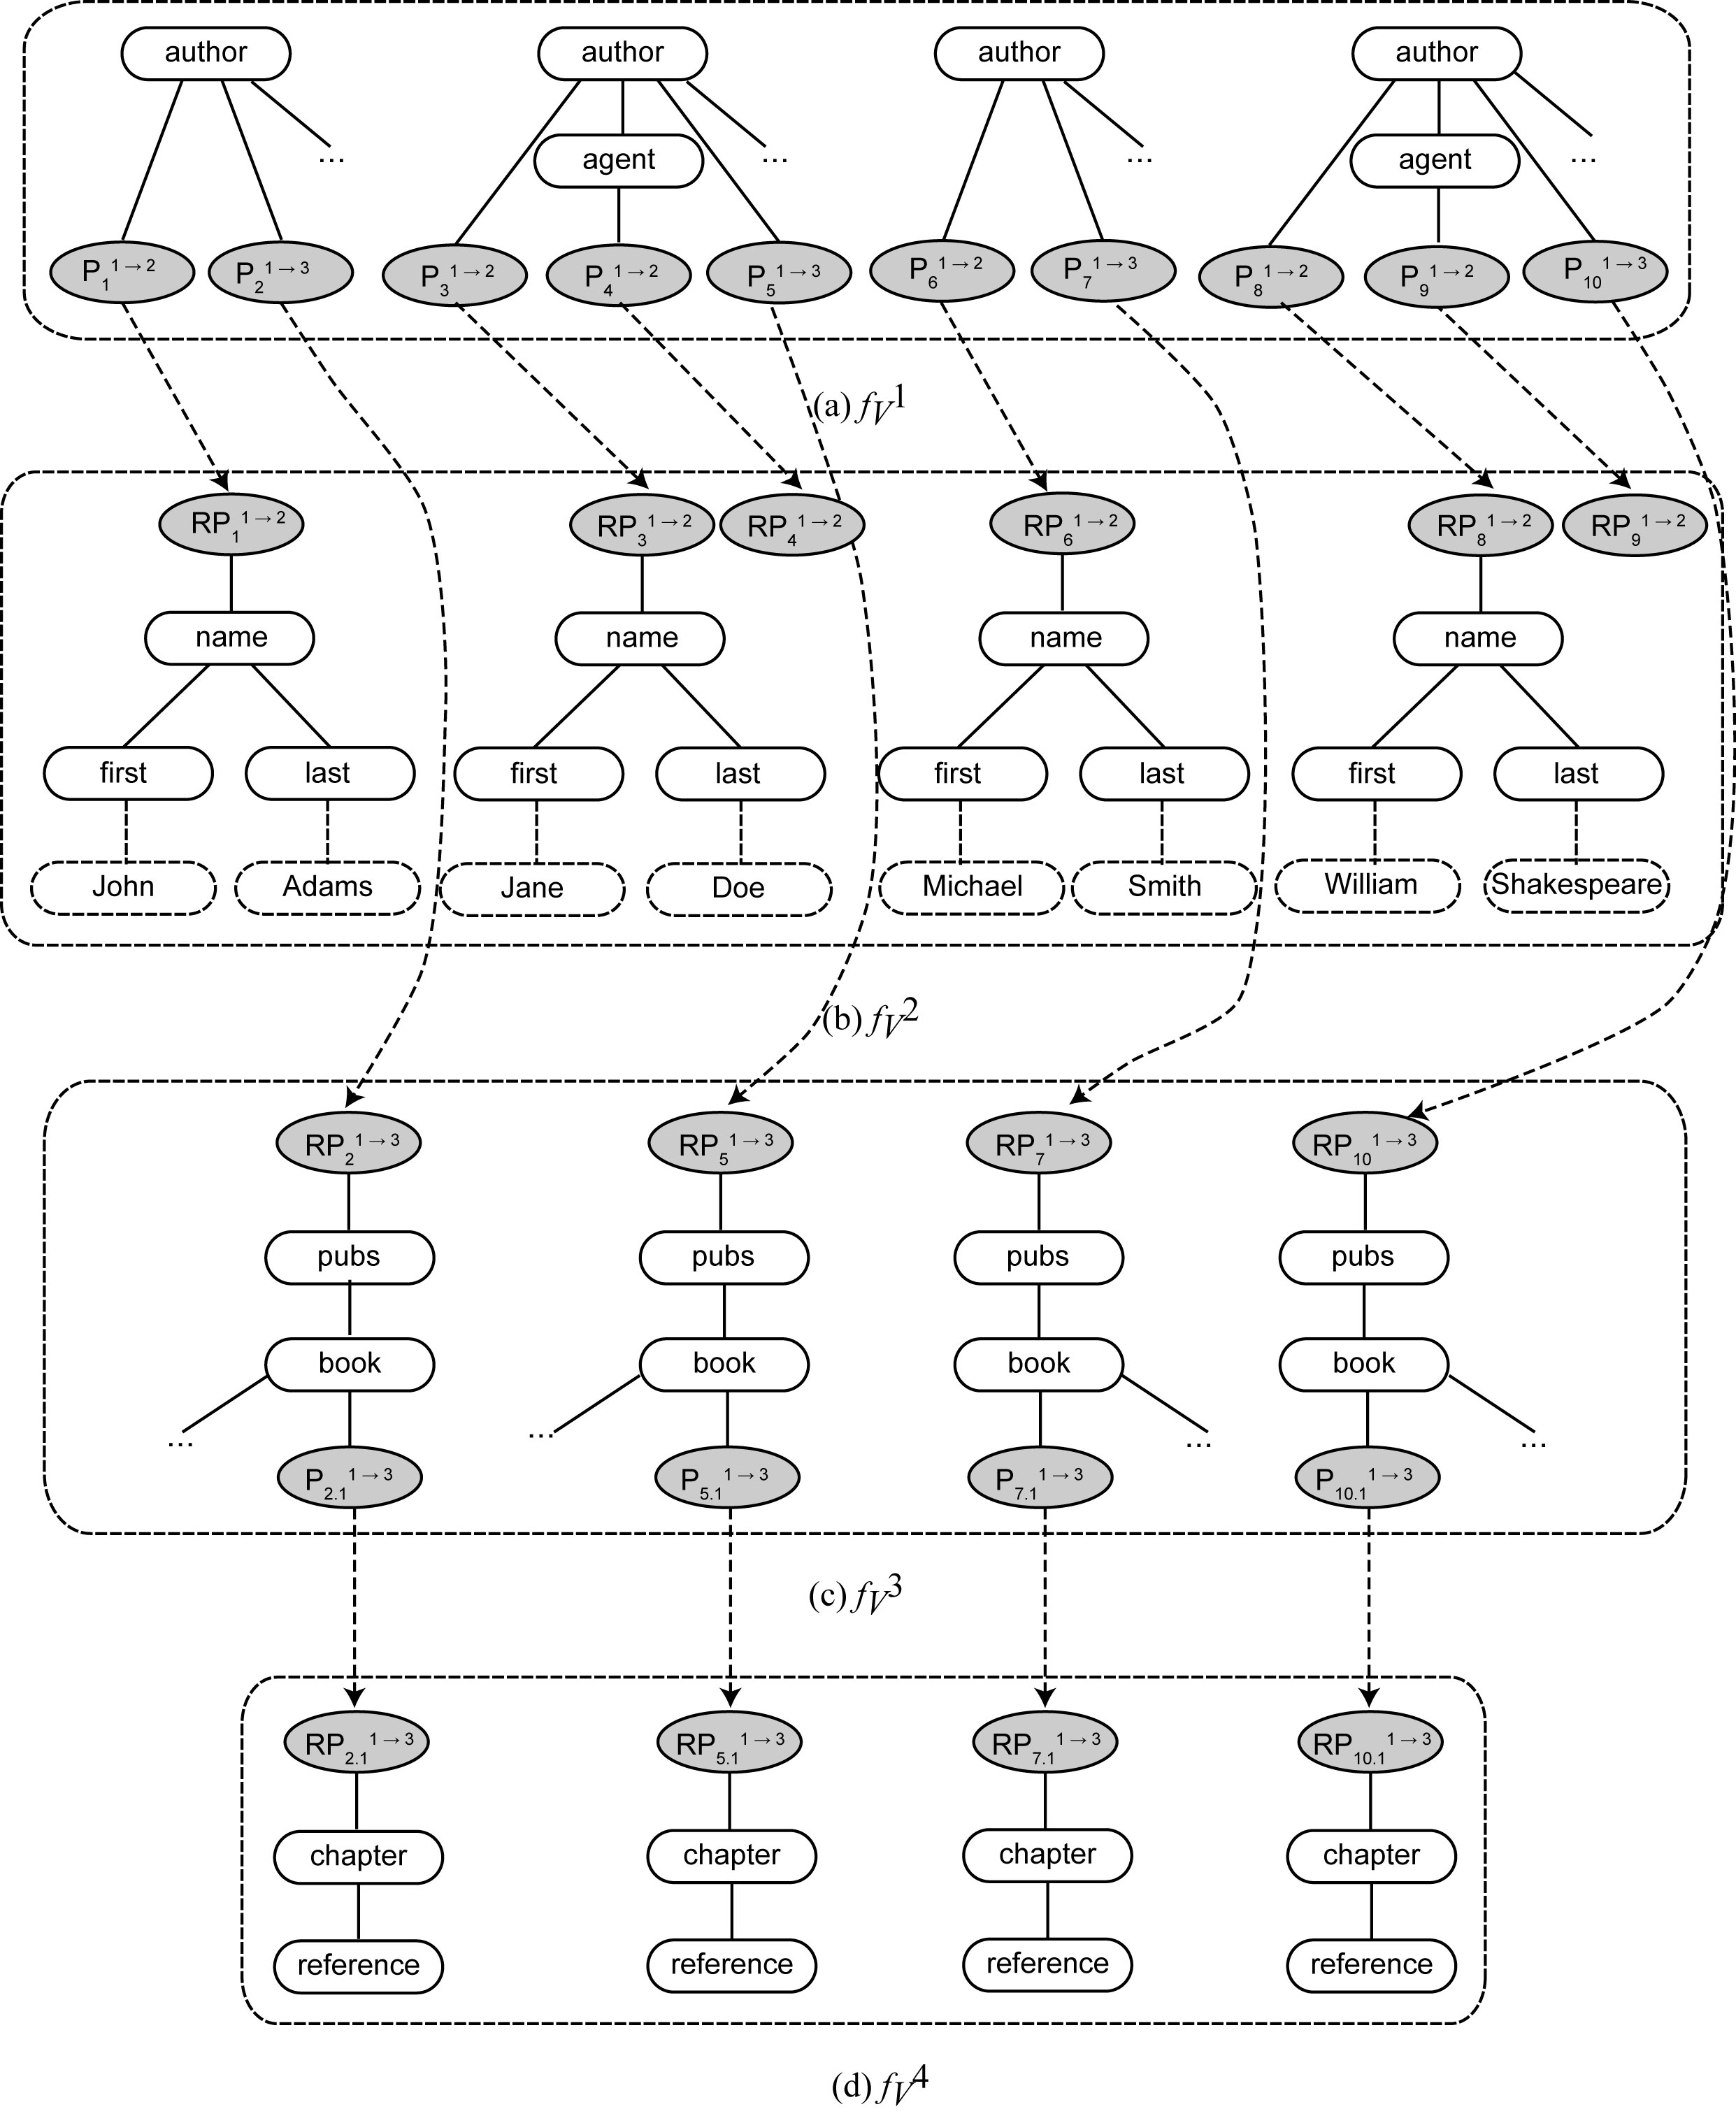 author author author author
... ... ... ...
agent agent
P1 1→2 P2 1→3 P3 1→2 P4 1→2 P5 1→3 P6 1→2 P7 1→3 P8 1→2 P9 1→2 P10 1→3
(a) fV1
RP1 1→2 RP3 1→2 RP4 1→2 RP6 1→2 RP8 1→2 RP9 1→2
name name name name
first last first last first last first last
John Adams Jane Doe Michael Smith William Shakespeare
(b) fV2
RP2 1→3 RP5 1→3 RP7 1→3 RP10 1→3
pubs pubs pubs pubs
book book book book
... ... ... ...
P2.1 1→3 P5.1 1→3 P7.1 1→3 P10.1 1→3
(c) fV3
RP2.1 1→3 RP5.1 1→3 RP7.1 1→3 RP10.1 1→3
chapter chapter chapter chapter
reference reference reference reference
(d) fV4